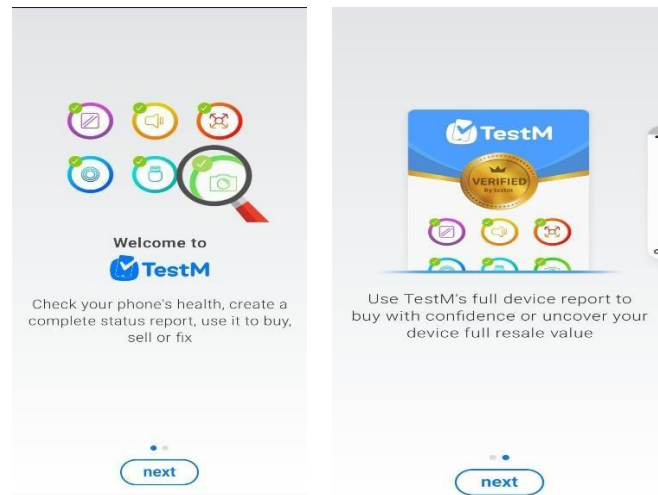 Welcome to
TestM
Check your phone's health, create a
complete status report, use it to buy,
sell or fix
next
TestM
VERIFIED
by testm
Use TestM's full device report to
buy with confidence or uncover your
device full resale value
next